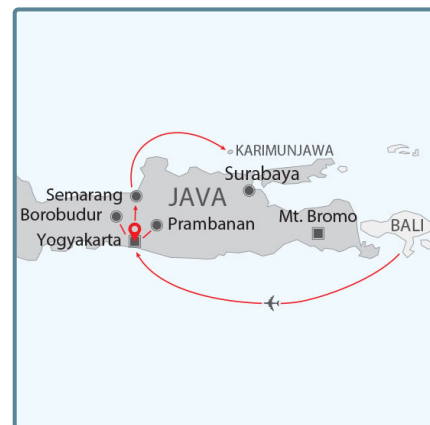 KARIMUNJAWA
Surabaya
Semarang
JAVA
Borobudur
Prambanan
Mt. Bromo
BALI
Yogyakarta